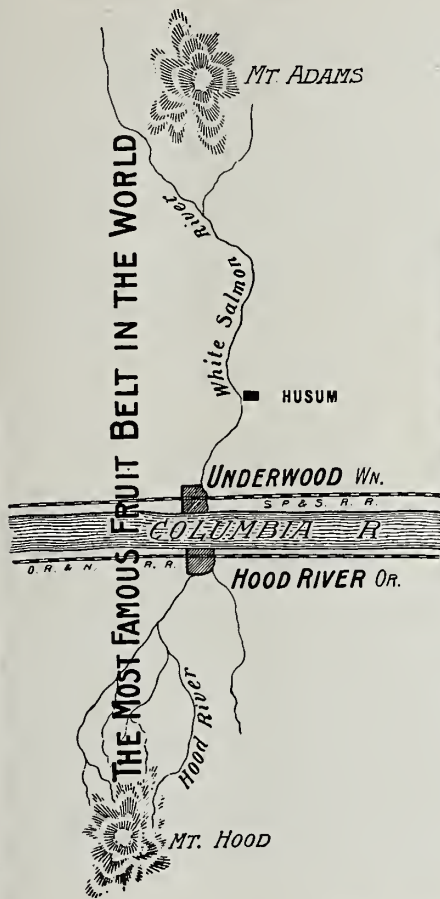 MT. ADAMS
THE MOST FAMOUS FRUIT BELT IN THE WORLD
White Salmon River
HUSUM
UNDERWOOD WN.
S P & S. R. R.
COLUMBIA R.
O. R. & N. R. R.
HOOD RIVER OR.
Hood River
MT. HOOD